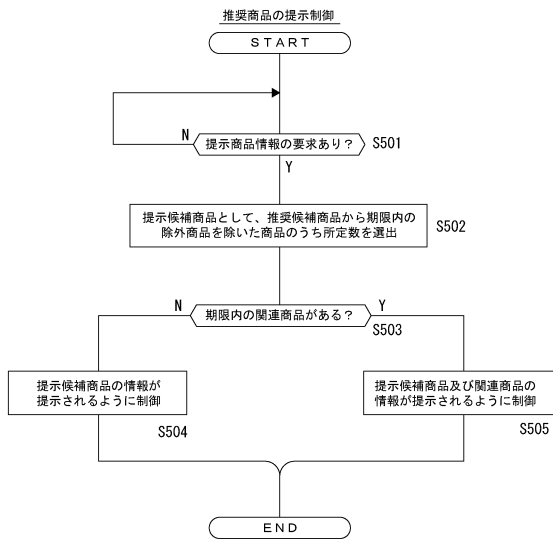 推奨商品の提示制御
START
提示商品情報の要求あり？
S501
N
Y
提示候補商品として、推奨候補商品から期限内の
除外商品を除いた商品のうち所定数を選出
S502
N
期限内の関連商品がある？
Y
S503
提示候補商品の情報が
提示されるように制御
S504
提示候補商品及び関連商品の
情報が提示されるように制御
S505
END